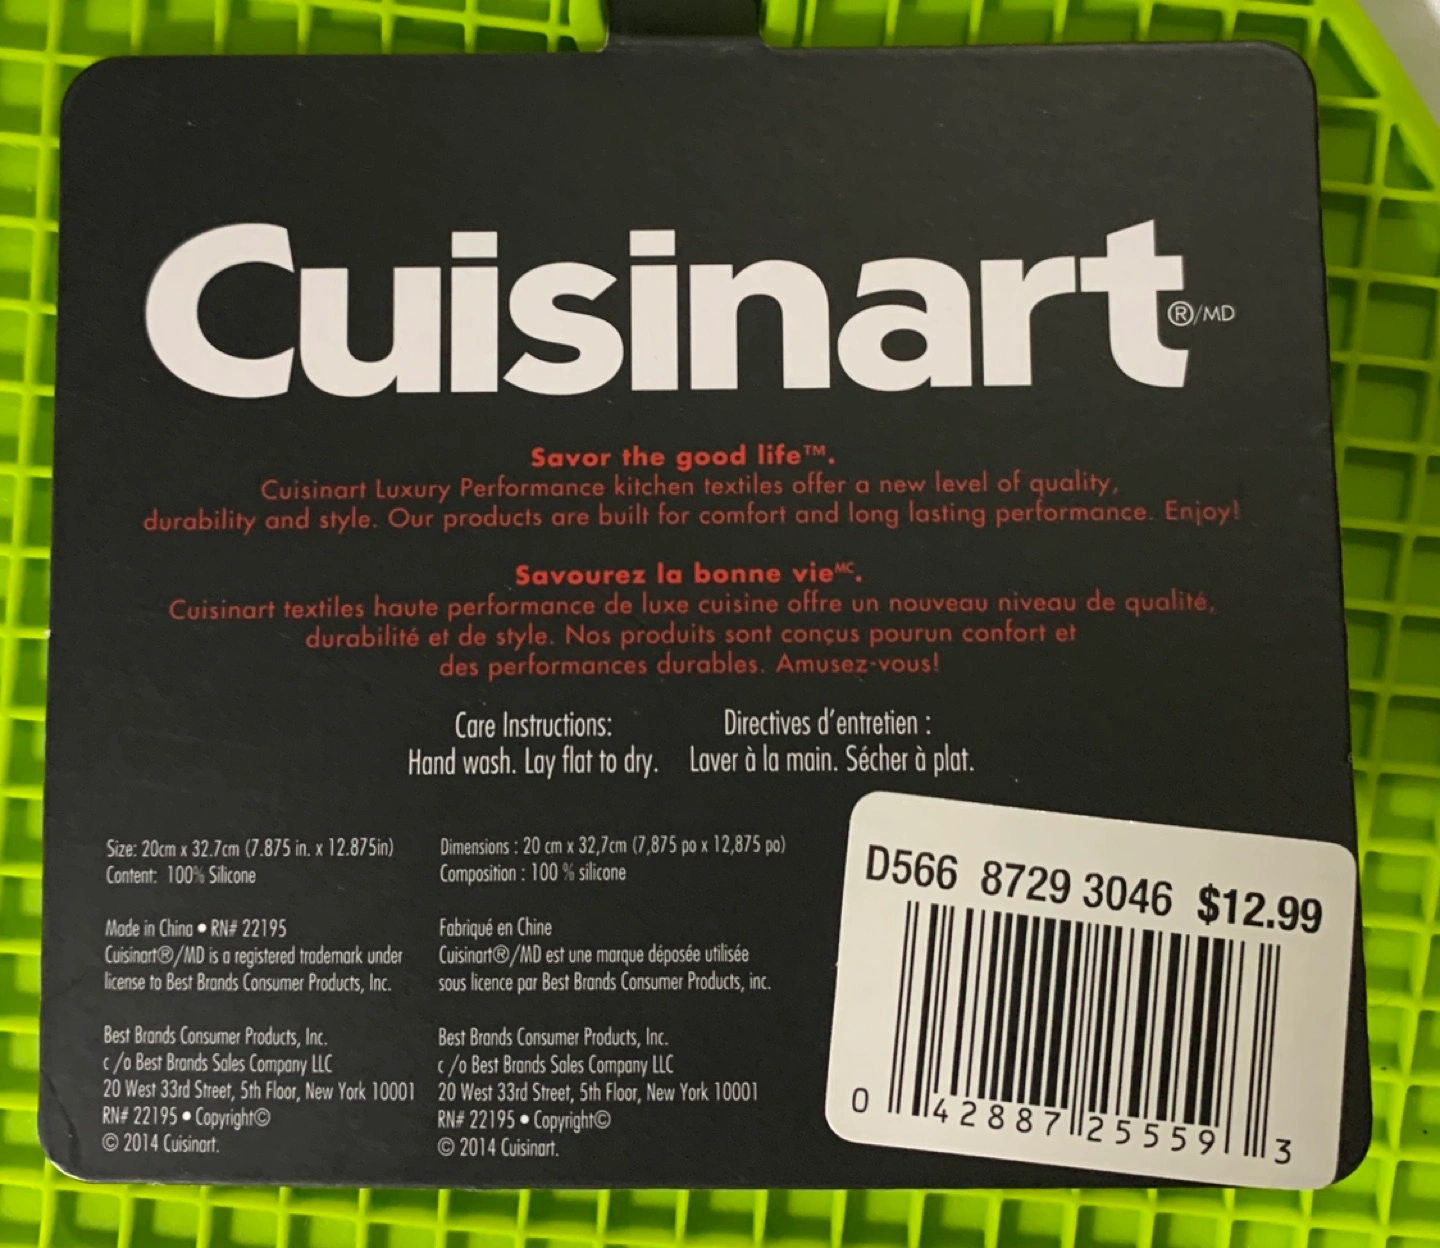 Cuisinart®/MD
Savor the good life™.
Cuisinart Luxury Performance kitchen textiles offer a new level of quality,
durability and style. Our products are built for comfort and long lasting performance. Enjoy!
Savourez la bonne vieMC.
Cuisinart textiles haute performance de luxe cuisine offre un nouveau niveau de qualité,
durabilité et de style. Nos produits sont conçus pourun confort et
des performances durables. Amusez-vous!
Care Instructions:
Hand wash. Lay flat to dry.
Directives d'entretien :
Laver à la main. Sécher à plat.
Size: 20cm x 32.7cm (7.875 in. x 12.875in)
Content: 100% Silicone
Made in China • RN# 22195
Cuisinart®/MD is a registered trademark under
license to Best Brands Consumer Products, Inc.
Best Brands Consumer Products, Inc.
c/o Best Brands Sales Company LLC
20 West 33rd Street, 5th Floor, New York 10001
RN# 22195 • Copyright©
© 2014 Cuisinart.
Dimensions : 20 cm x 32,7cm (7,875 po x 12,875 po)
Composition : 100 % silicone
Fabriqué en Chine
Cuisinart®/MD est une marque déposée utilisée
sous licence par Best Brands Consumer Products, inc.
Best Brands Consumer Products, Inc.
c/o Best Brands Sales Company LLC
20 West 33rd Street, 5th Floor, New York 10001
RN# 22195 • Copyright©
© 2014 Cuisinart.
D566 8729 3046 $12.99
0 42887 25559 3